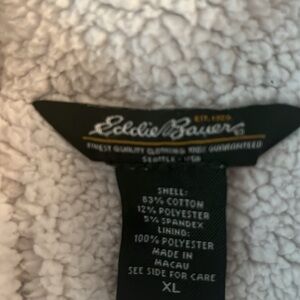 EST. 1920
Eddie Bauer
FINEST QUALITY CLOTHING 100% GUARANTEED
SEATTLE - USA
SHELL:
83% COTTON
12% POLYESTER
5% SPANDEX
LINING:
100% POLYESTER
MADE IN
MACAU
SEE SIDE FOR CARE
XL